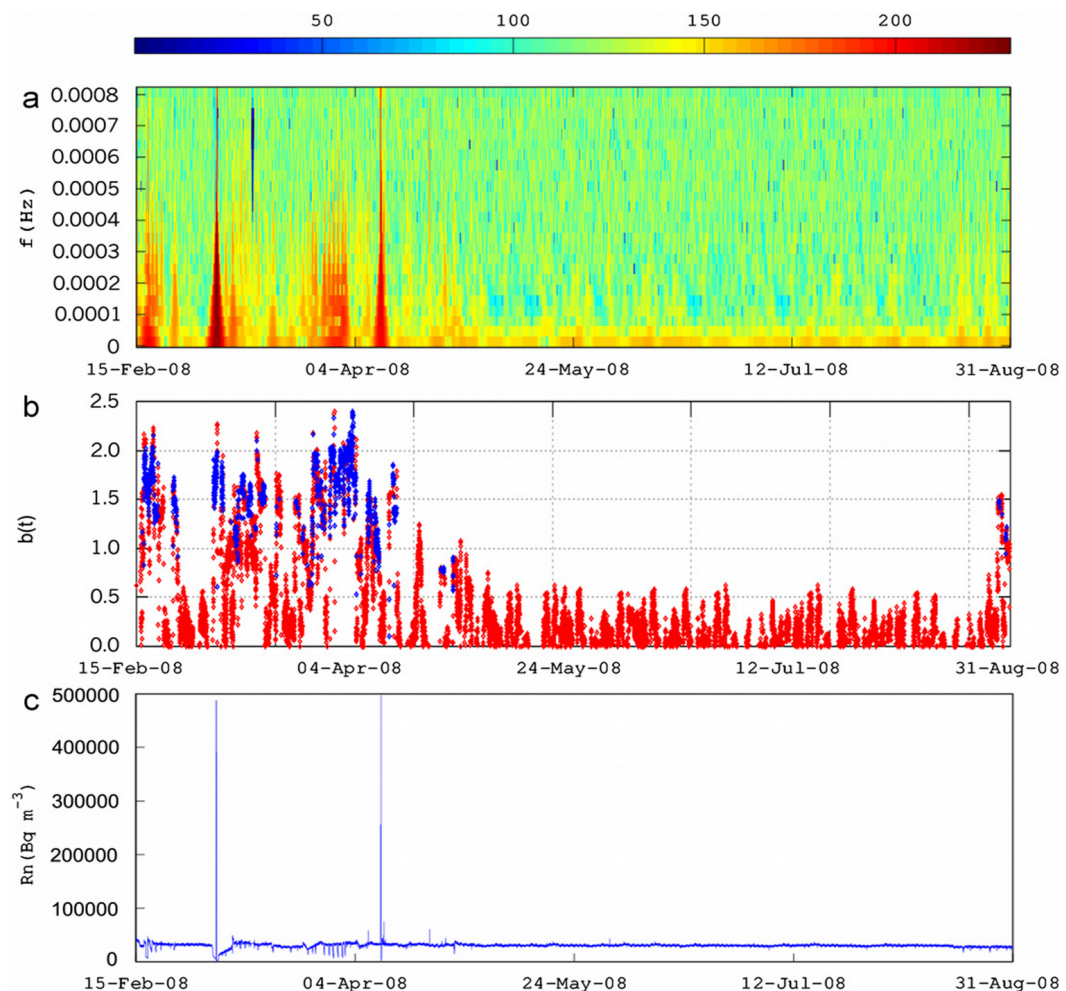 50 100 150 200
a
0.0008
0.0007
0.0006
0.0005
0.0004
0.0003
0.0002
0.0001
0
f(Hz)
15-Feb-08 04-Apr-08 24-May-08 12-Jul-08 31-Aug-08
b
2.5
2.0
1.5
1.0
0.5
0.0
b(t)
15-Feb-08 04-Apr-08 24-May-08 12-Jul-08 31-Aug-08
c
500000
400000
300000
200000
100000
0
Rn(Bq m⁻³)
15-Feb-08 04-Apr-08 24-May-08 12-Jul-08 31-Aug-08